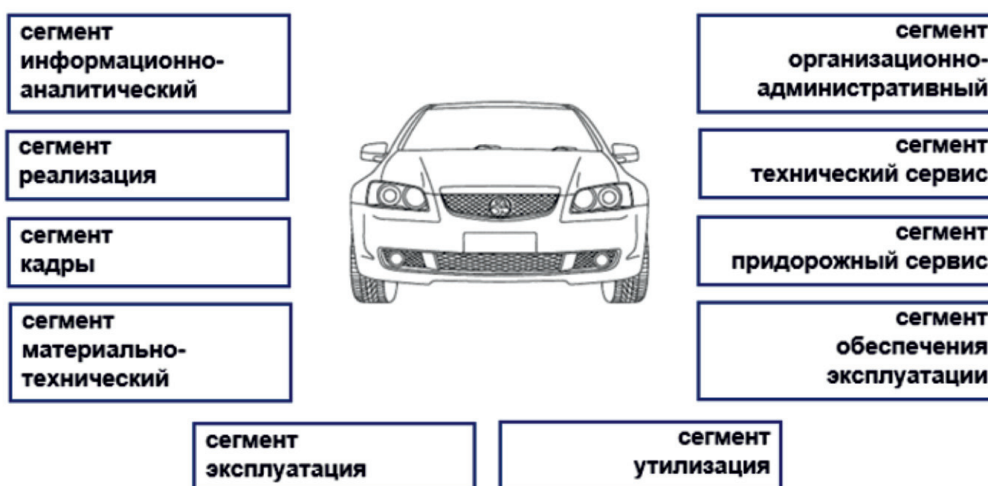 сегмент
информационно-
аналитический
сегмент
реализация
сегмент
кадры
сегмент
материально-
технический
сегмент
организационно-
административный
сегмент
технический сервис
сегмент
придорожный сервис
сегмент
обеспечения
эксплуатации
сегмент
эксплуатация
сегмент
утилизация